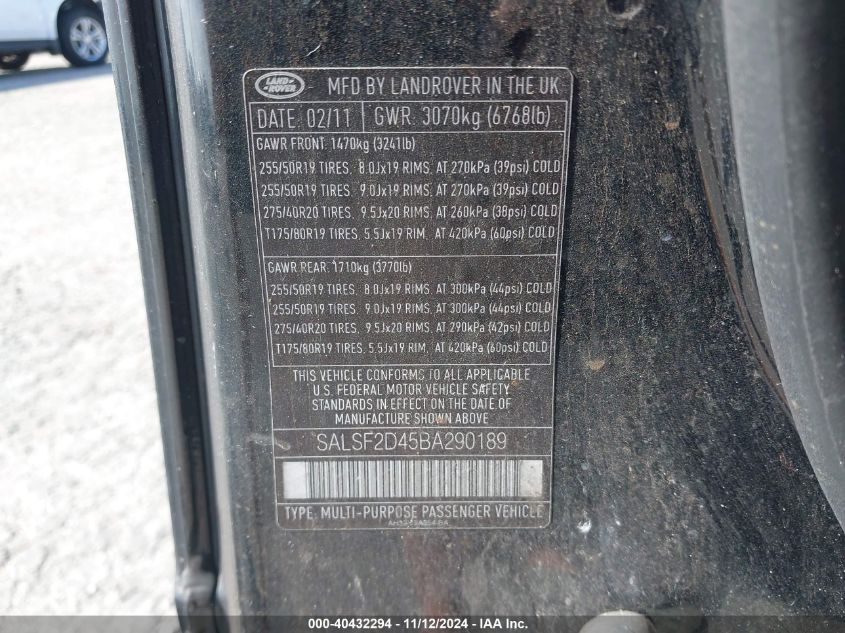 LAND ROVER
MFD BY LANDROVER IN THE UK
DATE: 02/11 GWR: 3070kg (6768lb)
GAWR FRONT: 1470kg (3241lb)
255/50R19 TIRES, 8.0Jx19 RIMS, AT 270kPa (39psi) COLD
255/50R19 TIRES, 9.0Jx19 RIMS, AT 270kPa (39psi) COLD
275/40R20 TIRES, 9.5Jx20 RIMS, AT 260kPa (38psi) COLD
T175/80R19 TIRES, 5.5Jx19 RIM, AT 420kPa (60psi) COLD
GAWR REAR: 1710kg (3770lb)
255/50R19 TIRES, 8.0Jx19 RIMS, AT 300kPa (44psi) COLD
255/50R19 TIRES, 9.0Jx19 RIMS, AT 300kPa (44psi) COLD
275/40R20 TIRES, 9.5Jx20 RIMS, AT 290kPa (42psi) COLD
T175/80R19 TIRES, 5.5Jx19 RIM, AT 420kPa (60psi) COLD
THIS VEHICLE CONFORMS TO ALL APPLICABLE
U.S. FEDERAL MOTOR VEHICLE SAFETY
STANDARDS IN EFFECT ON THE DATE OF
MANUFACTURE SHOWN ABOVE
SALSF2D45BA290189
TYPE: MULTI-PURPOSE PASSENGER VEHICLE
000-40432294 - 11/12/2024 - IAA Inc.